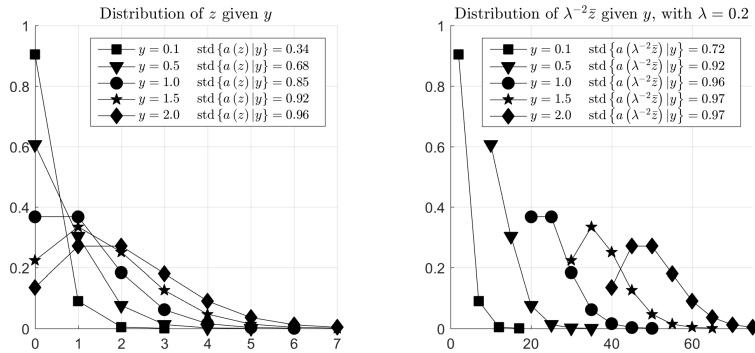 Distribution of z given y
1
0.8
0.6
0.4
0.2
0
0 1 2 3 4 5 6 7
y = 0.1 std {a (z) |y} = 0.34
y = 0.5 std {a (z) |y} = 0.68
y = 1.0 std {a (z) |y} = 0.85
y = 1.5 std {a (z) |y} = 0.92
y = 2.0 std {a (z) |y} = 0.96
Distribution of λ⁻²z̄ given y, with λ = 0.2
1
0.8
0.6
0.4
0.2
0
0 20 40 60
y = 0.1 std {a (λ⁻²z̄) |y} = 0.72
y = 0.5 std {a (λ⁻²z̄) |y} = 0.92
y = 1.0 std {a (λ⁻²z̄) |y} = 0.96
y = 1.5 std {a (λ⁻²z̄) |y} = 0.97
y = 2.0 std {a (λ⁻²z̄) |y} = 0.97